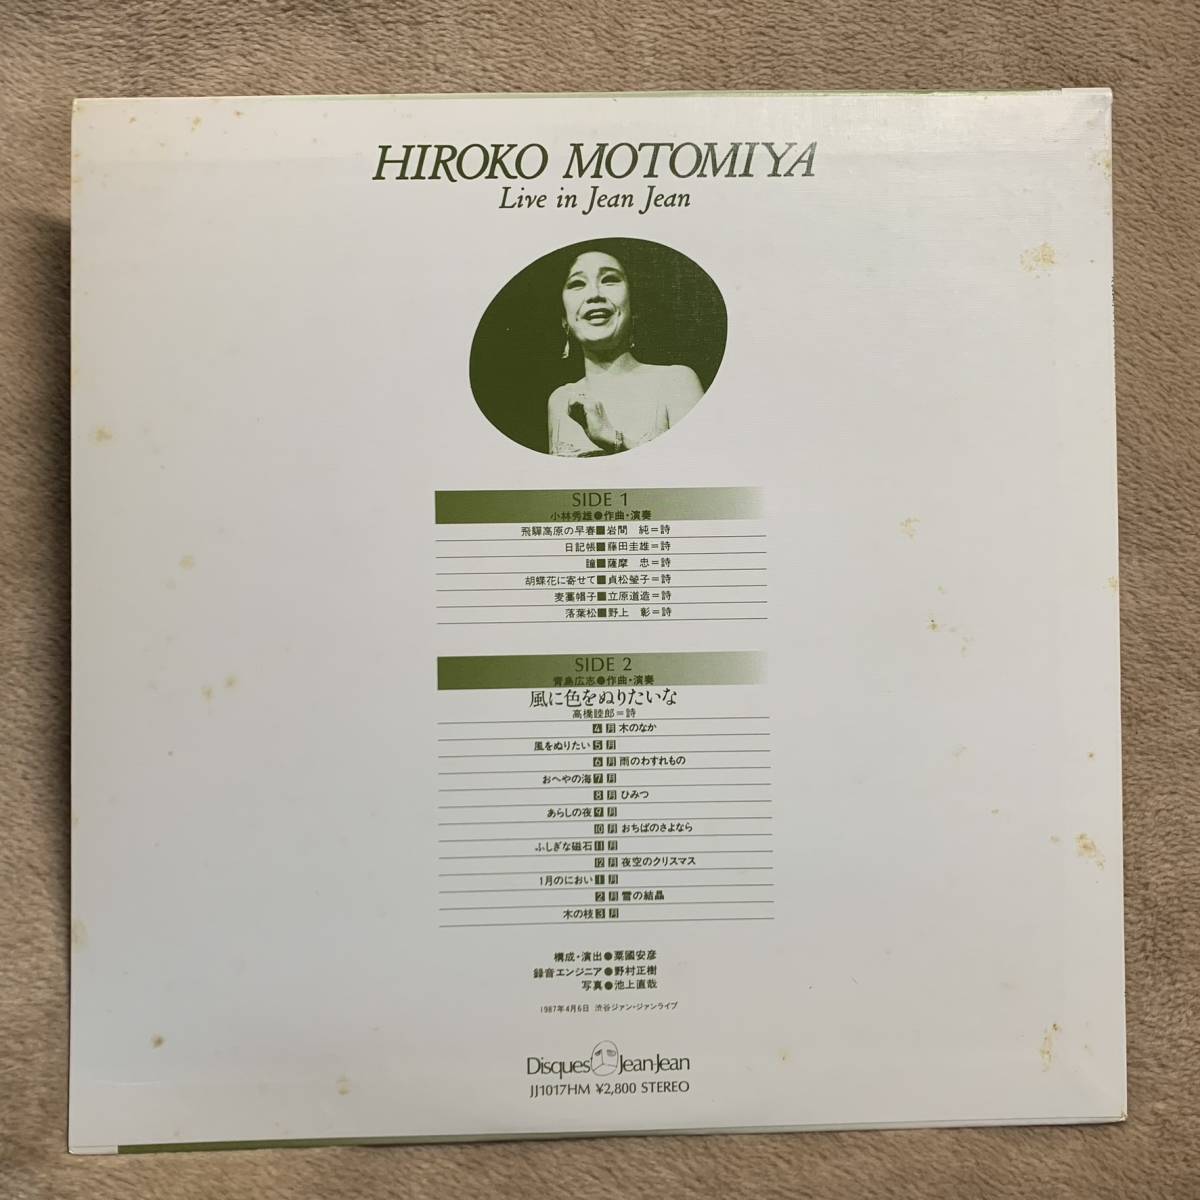 HIROKO MOTOMIYA
Live in Jean Jean
SIDE 1
小林秀雄●作曲・演奏
飛騨高原の早春■岩間 純=詩
日記帳■藤田圭雄=詩
瞳■薩摩 忠=詩
胡蝶花に寄せて■貞松瑩子=詩
麦藁帽子■立原道造=詩
落葉松■野上 彰=詩
SIDE 2
青島広志●作曲・演奏
風に色をぬりたいな
高橋睦郎=詩
4月 木のなか
風をぬりたい 5月
6月 雨のわすれもの
おへやの海 7月
8月 ひみつ
あらしの夜 9月
10月 おちばのさよなら
ふしぎな磁石 11月
12月 夜空のクリスマス
1月のにおい 1月
2月 雪の結晶
木の枝 3月
構成・演出●粟國安彦
録音エンジニア●野村正樹
写真●池上直哉
1987年4月6日 渋谷ジァン・ジァンライブ
Disques Jean-Jean
JJ1017HM ¥2,800 STEREO